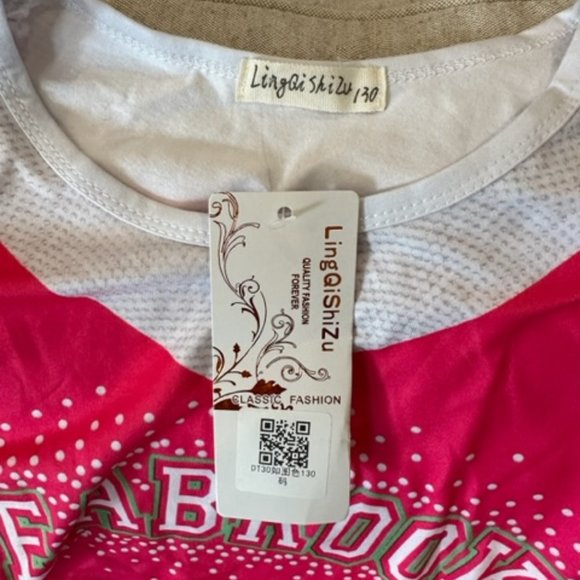 LingQiShiZu 130
LingQiShiZu
QUALITY FASHION
FOREVER
CLASSIC FASHION
DT30如图色130
码